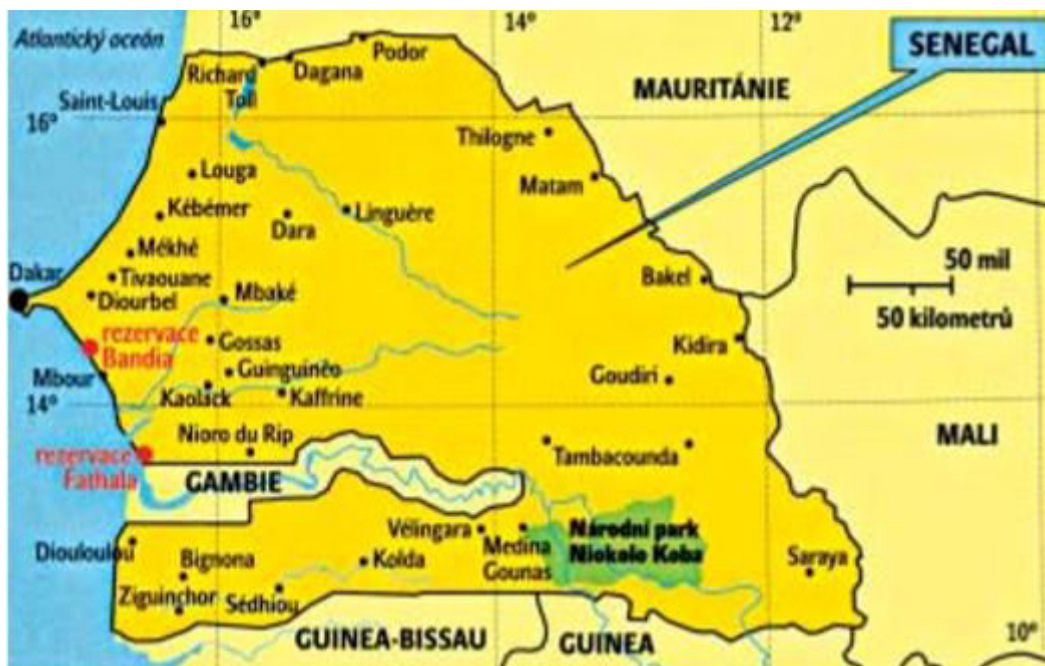 16°
14°
12°
Atlantický oceán
Podor
SENEGAL
Richard
Toll
Dagana
MAURITÁNIE
Saint-Louis
16°
Thilogne
Louga
Matam
Kébémer
Linguère
Dara
Mékhé
Dakar
Tivaouane
Bakel
50 mil
Diourbel
Mbaké
50 kilometrů
rezervace
Bandia
Gossas
Kidira
Guinguinéo
Mbour
Goudiri
Kaolack
Kaffrine
14°
Nioro du Rip
MALI
rezervace
Fathala
Tambacounda
GAMBIE
Vélingara
Národní park
Niokolo Koba
Diouloulou
Bignona
Kolda
Medina
Gounas
Saraya
Ziguinchor
Sédhiou
GUINEA-BISSAU
GUINEA
10°